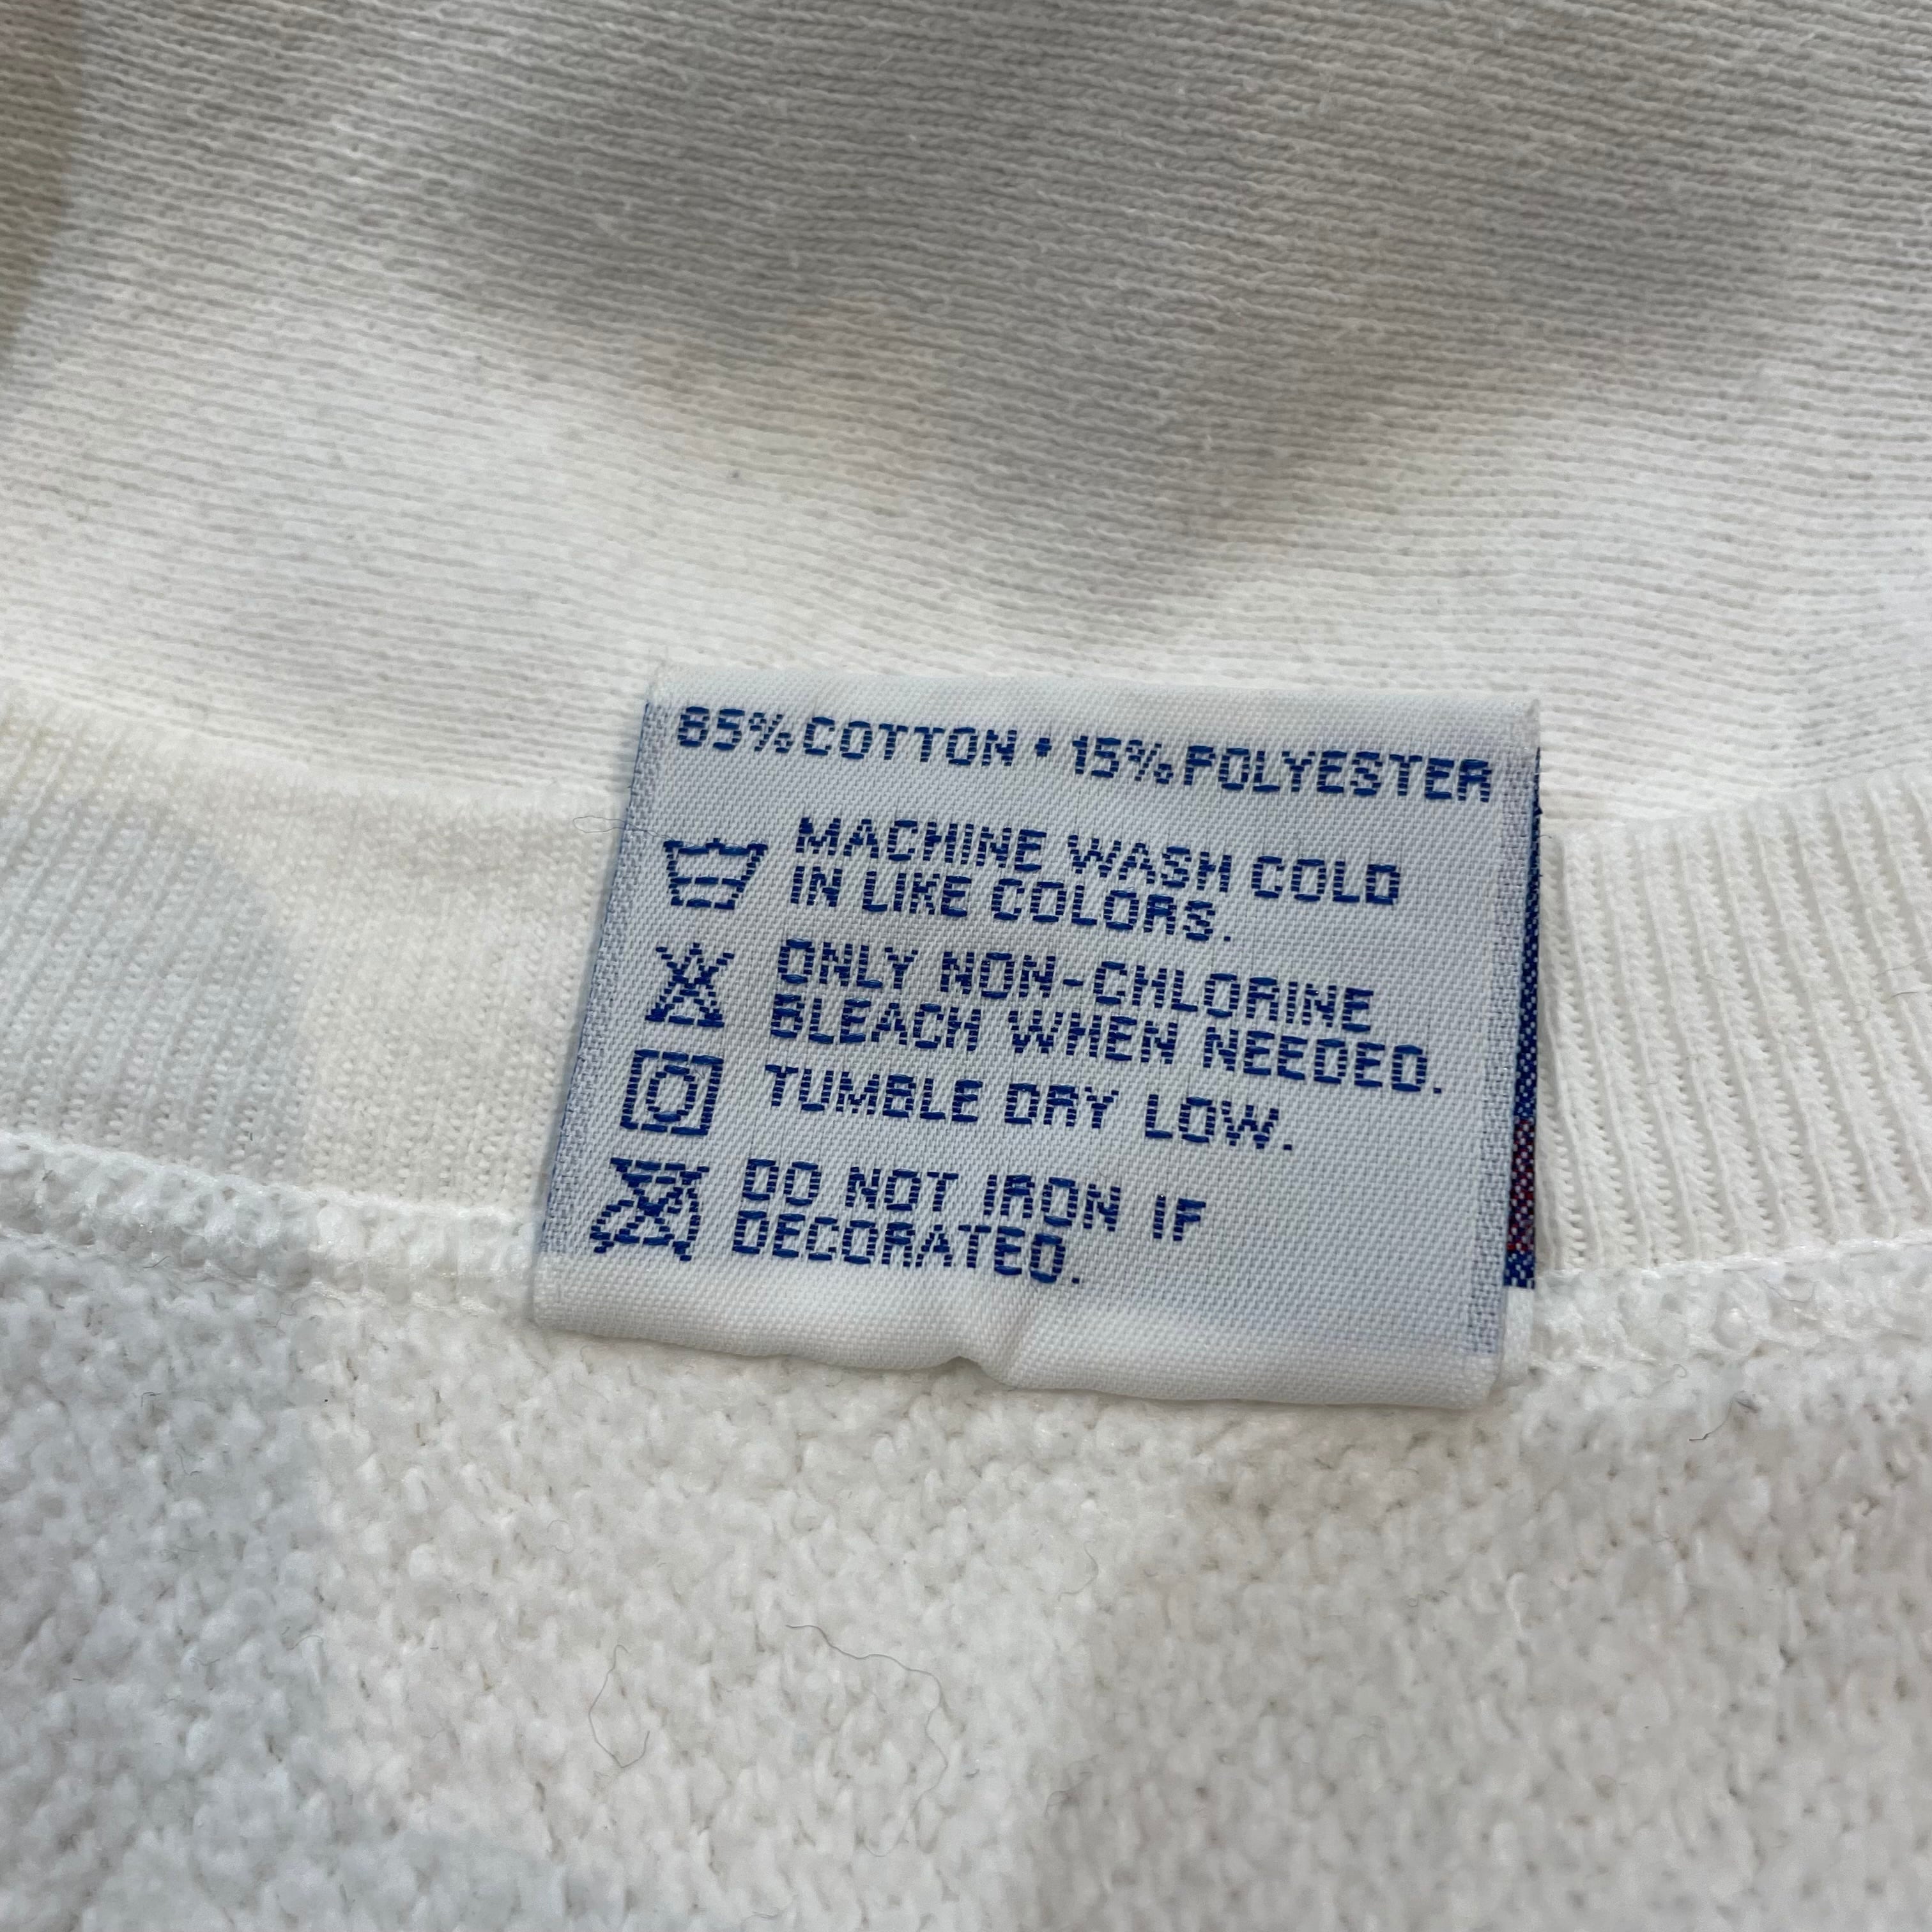 85% COTTON • 15% POLYESTER
MACHINE WASH COLD
IN LIKE COLORS.
ONLY NON-CHLORINE
BLEACH WHEN NEEDED.
TUMBLE DRY LOW.
DO NOT IRON IF
DECORATED.